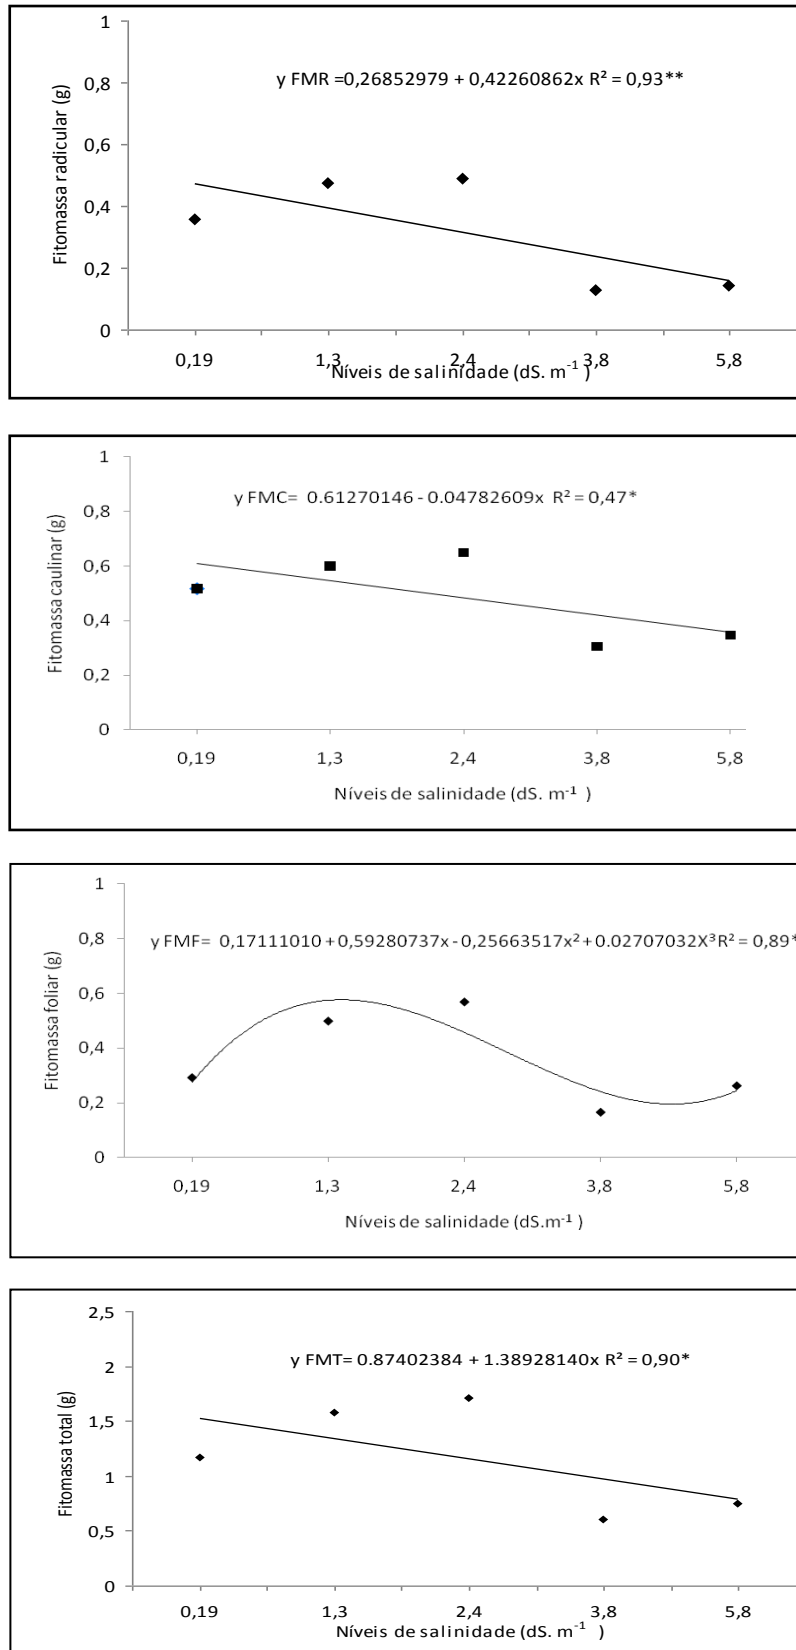 1
y FMR =0,26852979 + 0,42260862x R² = 0,93**
0,8
0,6
0,4
0,2
0
Fitomassa radicular (g)
0,19 1,3 2,4 3,8 5,8
Níveis de salinidade (dS. m⁻¹ )
1
y FMC= 0.61270146 - 0.04782609x R² = 0,47*
0,8
0,6
0,4
0,2
0
Fitomassa caulinar (g)
0,19 1,3 2,4 3,8 5,8
Níveis de salinidade (dS. m⁻¹ )
1
0,8
y FMF= 0,17111010 + 0,59280737x - 0,25663517x² + 0.02707032X³ R² = 0,89*
0,6
0,4
0,2
0
Fitomassa foliar (g)
0,19 1,3 2,4 3,8 5,8
Níveis de salinidade (dS.m⁻¹ )
2,5
y FMT= 0.87402384 + 1.38928140x R² = 0,90*
2
1,5
1
0,5
0
Fitomassa total (g)
0,19 1,3 2,4 3,8 5,8
Níveis de salinidade (dS. m⁻¹ )